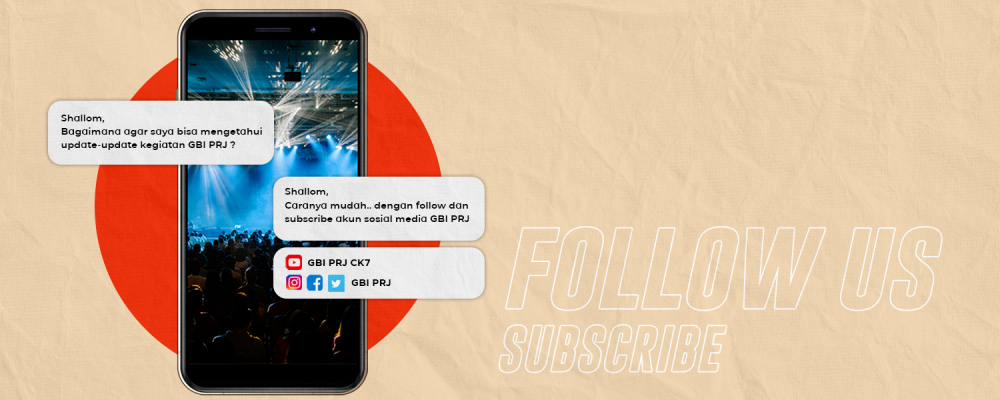 Shallom,
Bagaimana agar saya bisa mengetahui
update-update kegiatan GBI PRJ ?
Shallom,
Caranya mudah.. dengan follow dan
subscribe akun sosial media GBI PRJ
GBI PRJ CK7
GBI PRJ
FOLLOW US
SUBSCRIBE